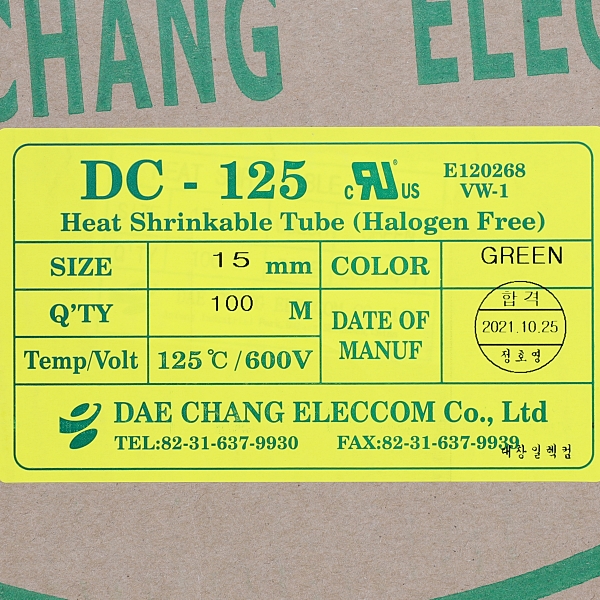 CHANG ELEC
DC - 125 c RU US E120268
VW-1
Heat Shrinkable Tube (Halogen Free)
SIZE 15 mm COLOR GREEN
Q'TY 100 M DATE OF MANUF
합격
2021.10.25
정호영
Temp/Volt 125℃/600V
DAE CHANG ELECCOM Co., Ltd
TEL:82-31-637-9930 FAX:82-31-637-9939
대창일렉컴